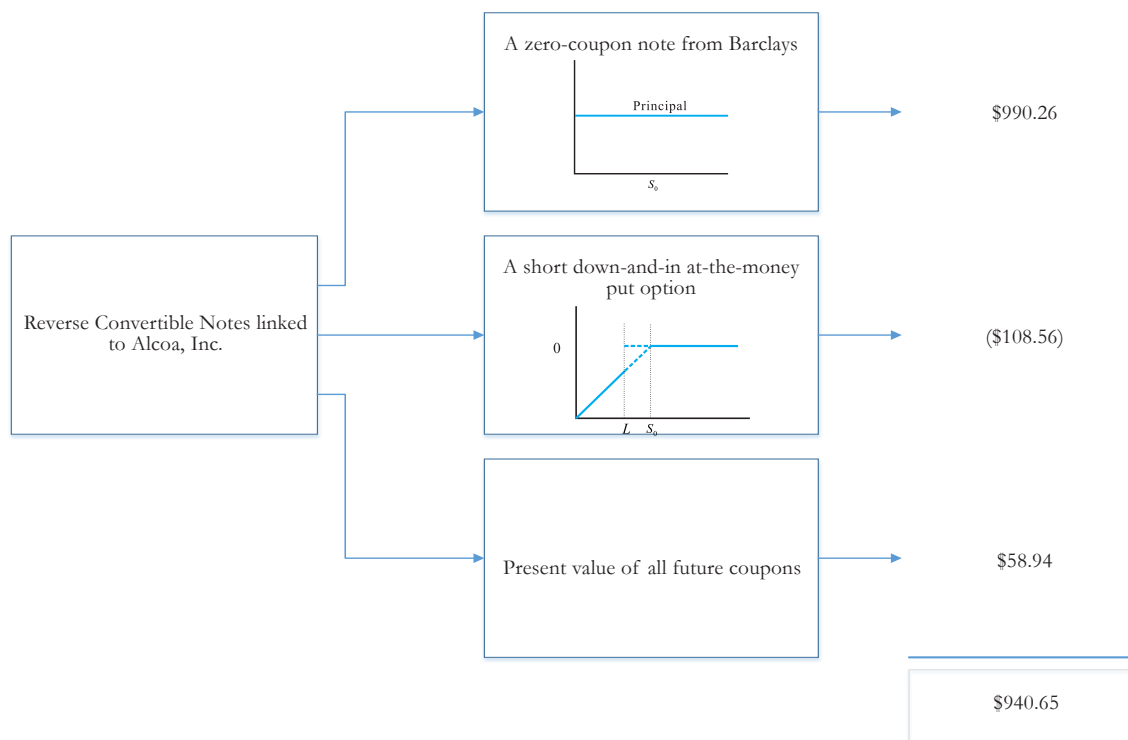 A zero-coupon note from Barclays
Principal
S₀
$990.26
Reverse Convertible Notes linked
to Alcoa, Inc.
A short down-and-in at-the-money
put option
0
L S₀
($108.56)
Present value of all future coupons
$58.94
$940.65